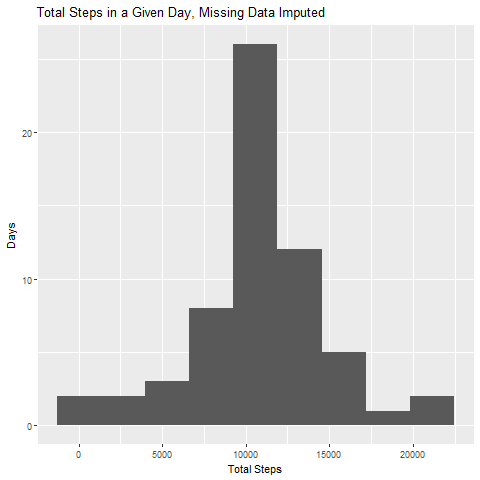 Total Steps in a Given Day, Missing Data Imputed
20
10
0
Days
0 5000 10000 15000 20000
Total Steps